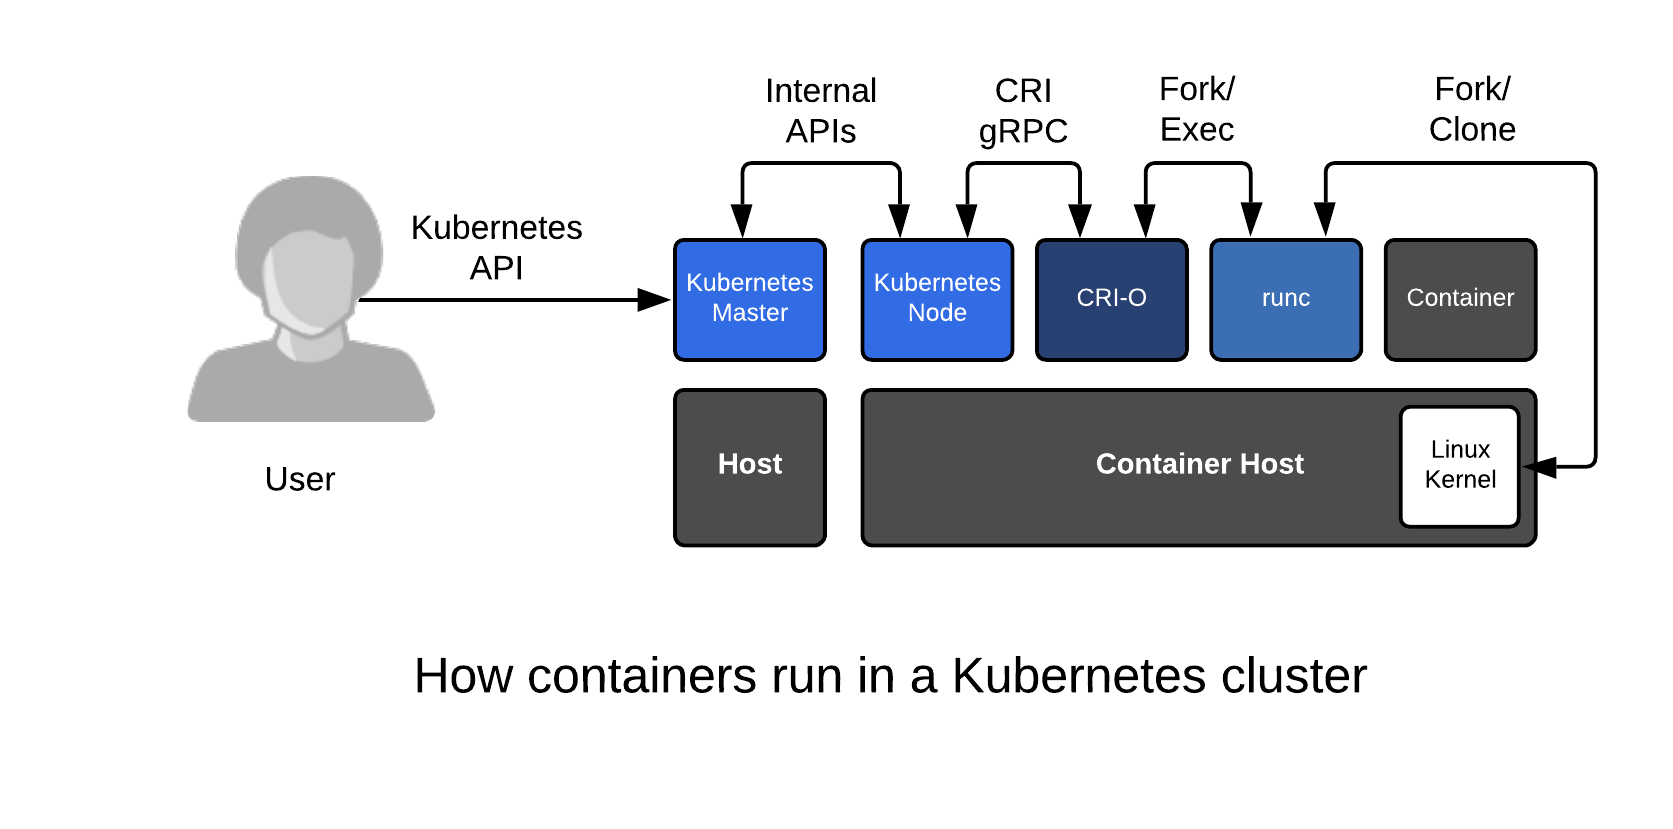 Internal
APIs
CRI
gRPC
Fork/
Exec
Fork/
Clone
Kubernetes
API
Kubernetes
Master
Kubernetes
Node
CRI-O
runc
Container
Host
Container Host
Linux
Kernel
User
How containers run in a Kubernetes cluster